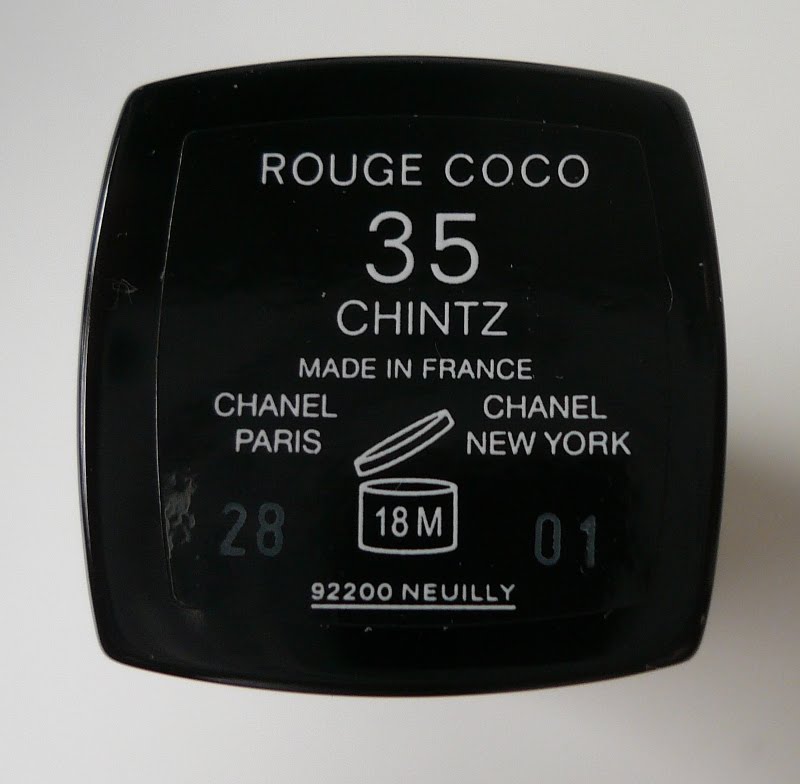 ROUGE COCO
35
CHINTZ
MADE IN FRANCE
CHANEL CHANEL
PARIS NEW YORK
28 18 M 01
92200 NEUILLY